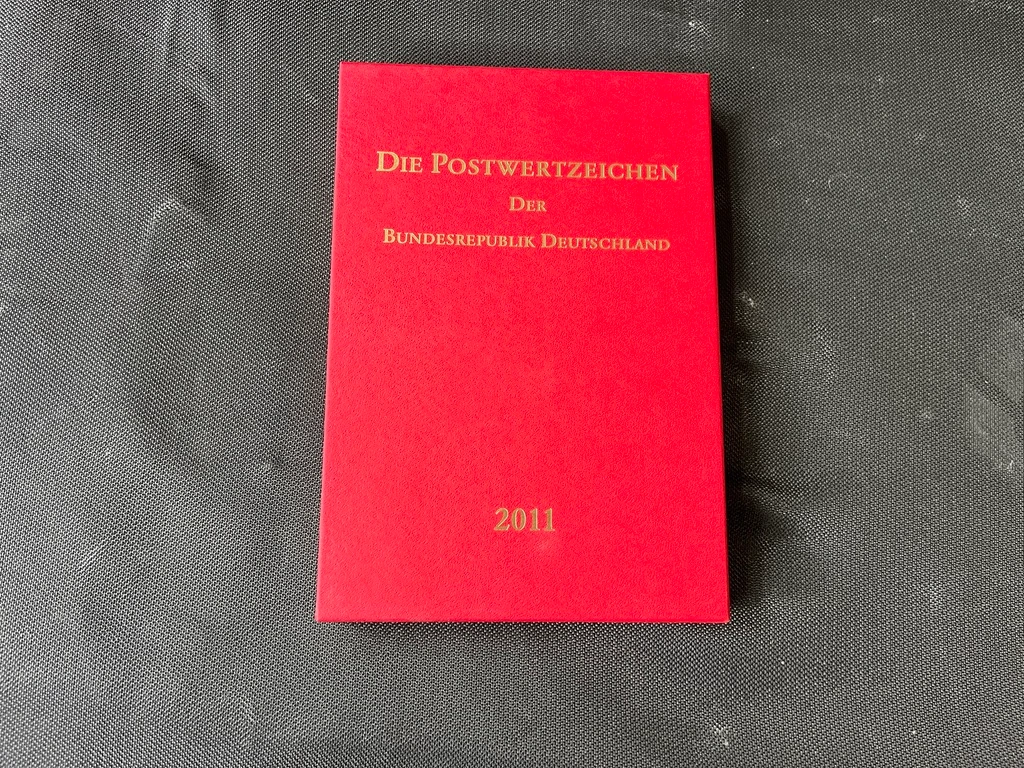 Die Postwertzeichen
Der
Bundesrepublik Deutschland
2011